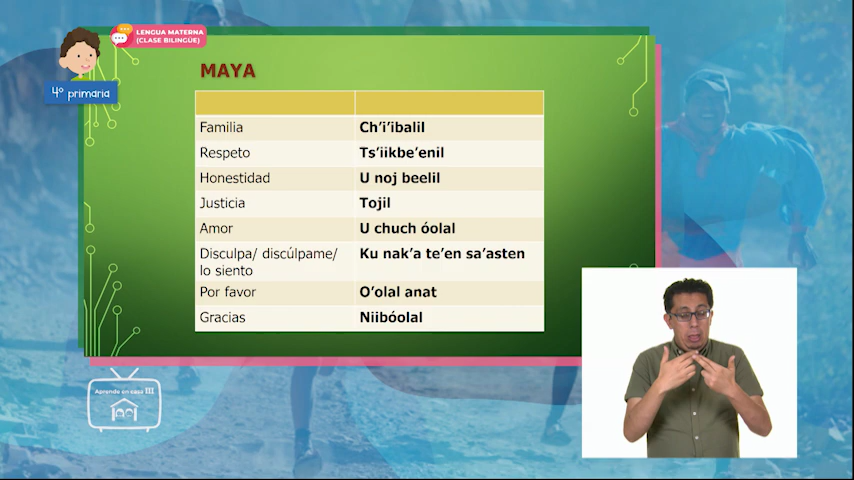 LENGUA MATERNA
(CLASE BILINGÜE)
4º primaria
MAYA
Familia Ch’i’ibalil
Respeto Ts’iikbe’enil
Honestidad U noj beelil
Justicia Tojil
Amor U chuch óolal
Disculpa/ discúlpame/ Ku nak’a te’en sa’asten
lo siento
Por favor O’olal anat
Gracias Niibóolal
Aprende en casa III